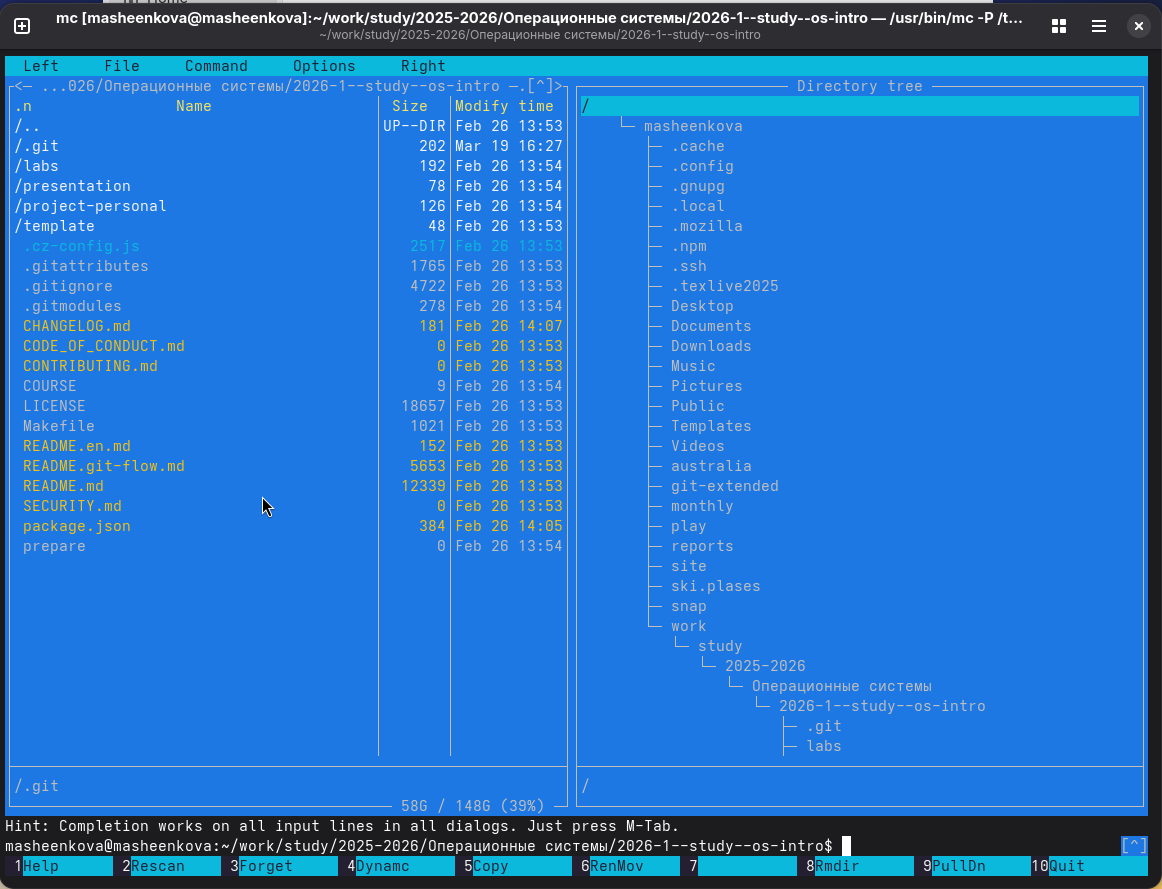 mc [masheenkova@masheenkova]:~/work/study/2025-2026/Операционные системы/2026-1--study--os-intro — /usr/bin/mc -P /t...
~/work/study/2025-2026/Операционные системы/2026-1--study--os-intro
Left File Command Options Right
<─ ...026/Операционные системы/2026-1--study--os-intro ─.[^]>
.n Name Size Modify time
/.. UP--DIR Feb 26 13:53
/.git 202 Mar 19 16:27
/labs 192 Feb 26 13:54
/presentation 78 Feb 26 13:54
/project-personal 126 Feb 26 13:54
/template 48 Feb 26 13:53
.cz-config.js 2517 Feb 26 13:53
.gitattributes 1765 Feb 26 13:53
.gitignore 4722 Feb 26 13:53
.gitmodules 278 Feb 26 13:54
CHANGELOG.md 181 Feb 26 14:07
CODE_OF_CONDUCT.md 0 Feb 26 13:53
CONTRIBUTING.md 0 Feb 26 13:53
COURSE 9 Feb 26 13:54
LICENSE 18657 Feb 26 13:53
Makefile 1021 Feb 26 13:53
README.en.md 152 Feb 26 13:53
README.git-flow.md 5653 Feb 26 13:53
README.md 12339 Feb 26 13:53
SECURITY.md 0 Feb 26 13:53
package.json 384 Feb 26 14:05
prepare 0 Feb 26 13:54
/.git
58G / 148G (39%)
Directory tree
/
masheenkova
.cache
.config
.gnupg
.local
.mozilla
.npm
.ssh
.texlive2025
Desktop
Documents
Downloads
Music
Pictures
Public
Templates
Videos
australia
git-extended
monthly
play
reports
site
ski.plases
snap
work
study
2025-2026
Операционные системы
2026-1--study--os-intro
.git
labs
/
Hint: Completion works on all input lines in all dialogs. Just press M-Tab.
masheenkova@masheenkova:~/work/study/2025-2026/Операционные системы/2026-1--study--os-intro$ [^]
1Help 2Rescan 3Forget 4Dynamc 5Copy 6RenMov 7 8Rmdir 9PullDn 10Quit